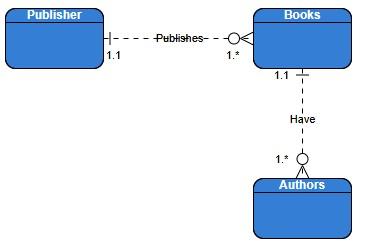 Publisher
Publishes
Books
1.1
1.*
1.1
Have
1.*
Authors